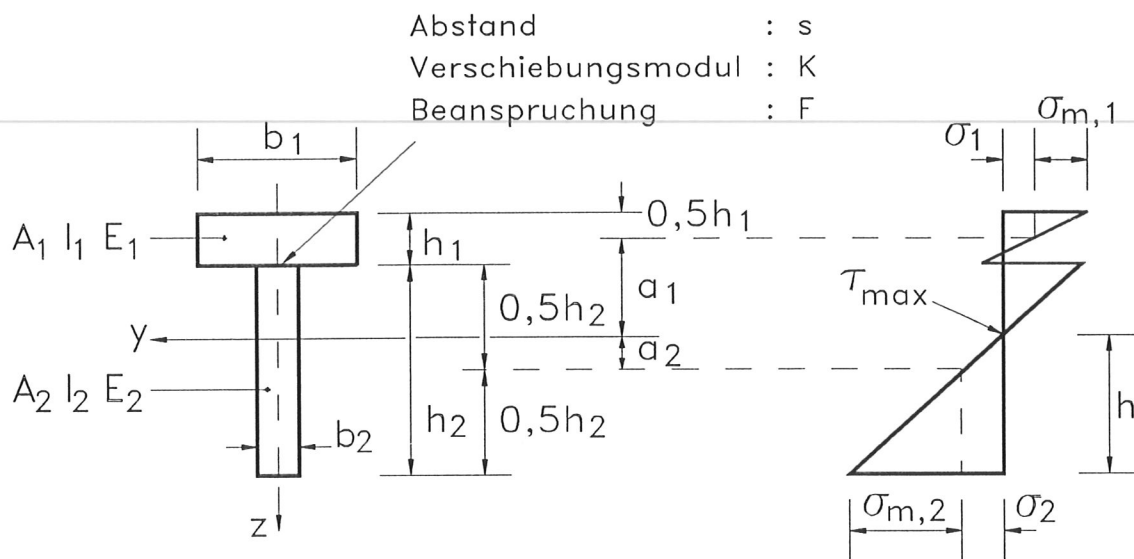 Abstand : s
Verschiebungsmodul : K
Beanspruchung : F
b1
σ1
σm,1
A1 I1 E1
h1
0,5h1
a1
τmax
y
0,5h2
a2
A2 I2 E2
h2
0,5h2
b2
h
z
σm,2
σ2